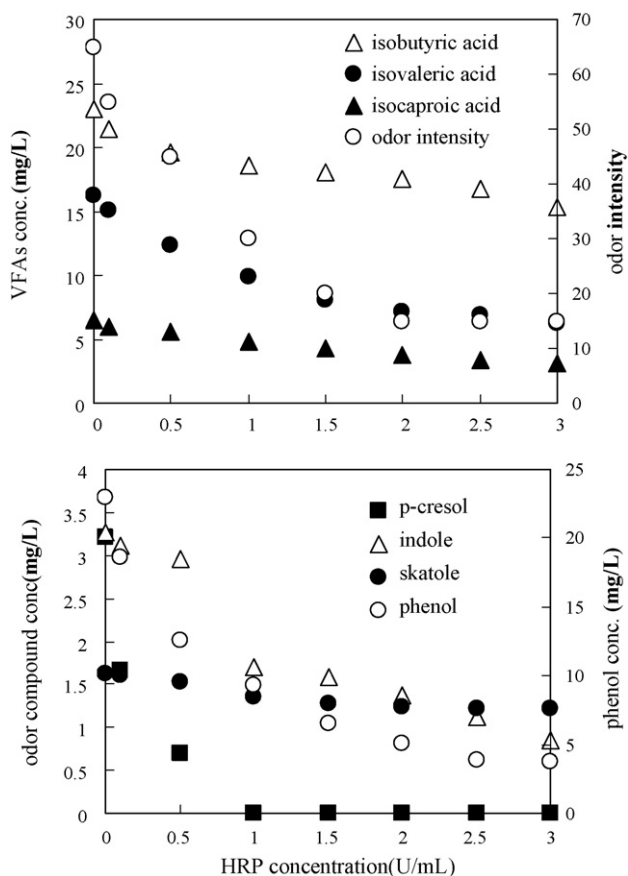 30
25
20
15
10
5
0
VFAs conc.(mg/L)
isobutyric acid
isovaleric acid
isocaproic acid
odor intensity
70
60
50
40
30
20
10
0
odor intensity
0 0.5 1 1.5 2 2.5 3
4
3.5
3
2.5
2
1.5
1
0.5
0
odor compound conc(mg/L)
p-cresol
indole
skatole
phenol
25
20
15
10
5
0
phenol conc. (mg/L)
0 0.5 1 1.5 2 2.5 3
HRP concentration(U/mL)